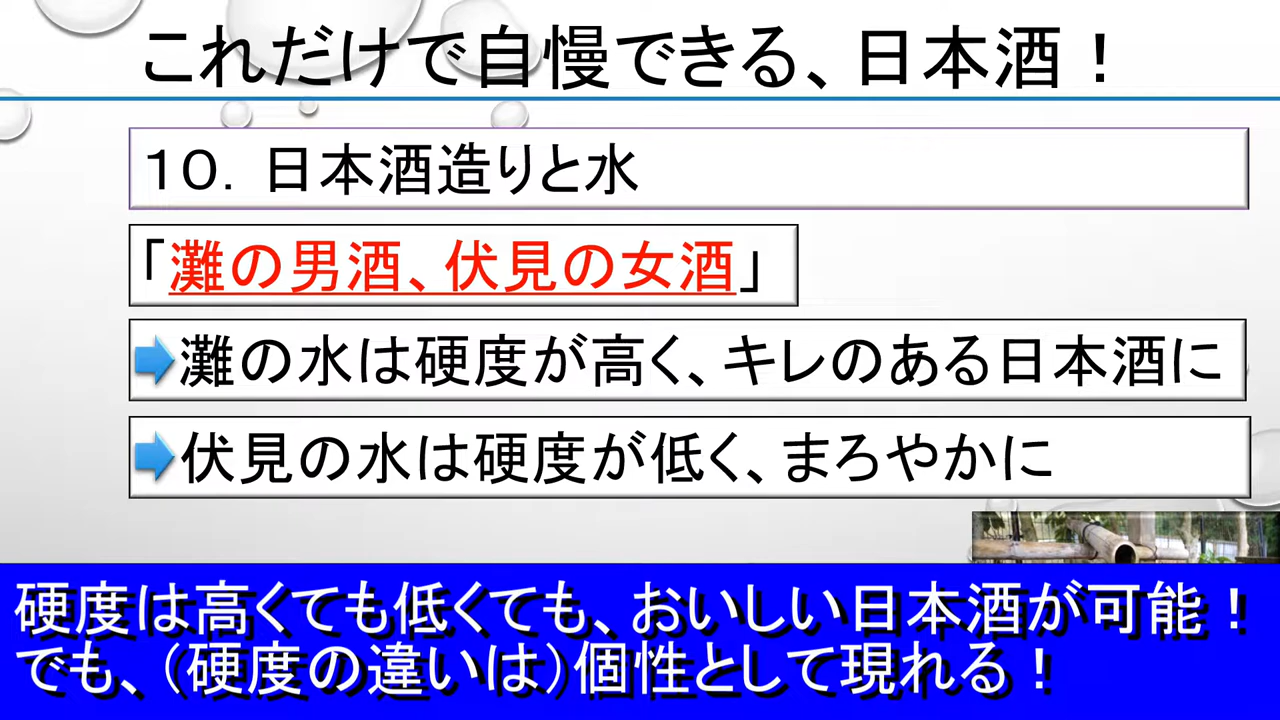 これだけで自慢できる、日本酒！
１０．日本酒造りと水
「灘の男酒、伏見の女酒」
灘の水は硬度が高く、キレのある日本酒に
伏見の水は硬度が低く、まろやかに
硬度は高くても低くても、おいしい日本酒が可能！
でも、（硬度の違いは）個性として現れる！